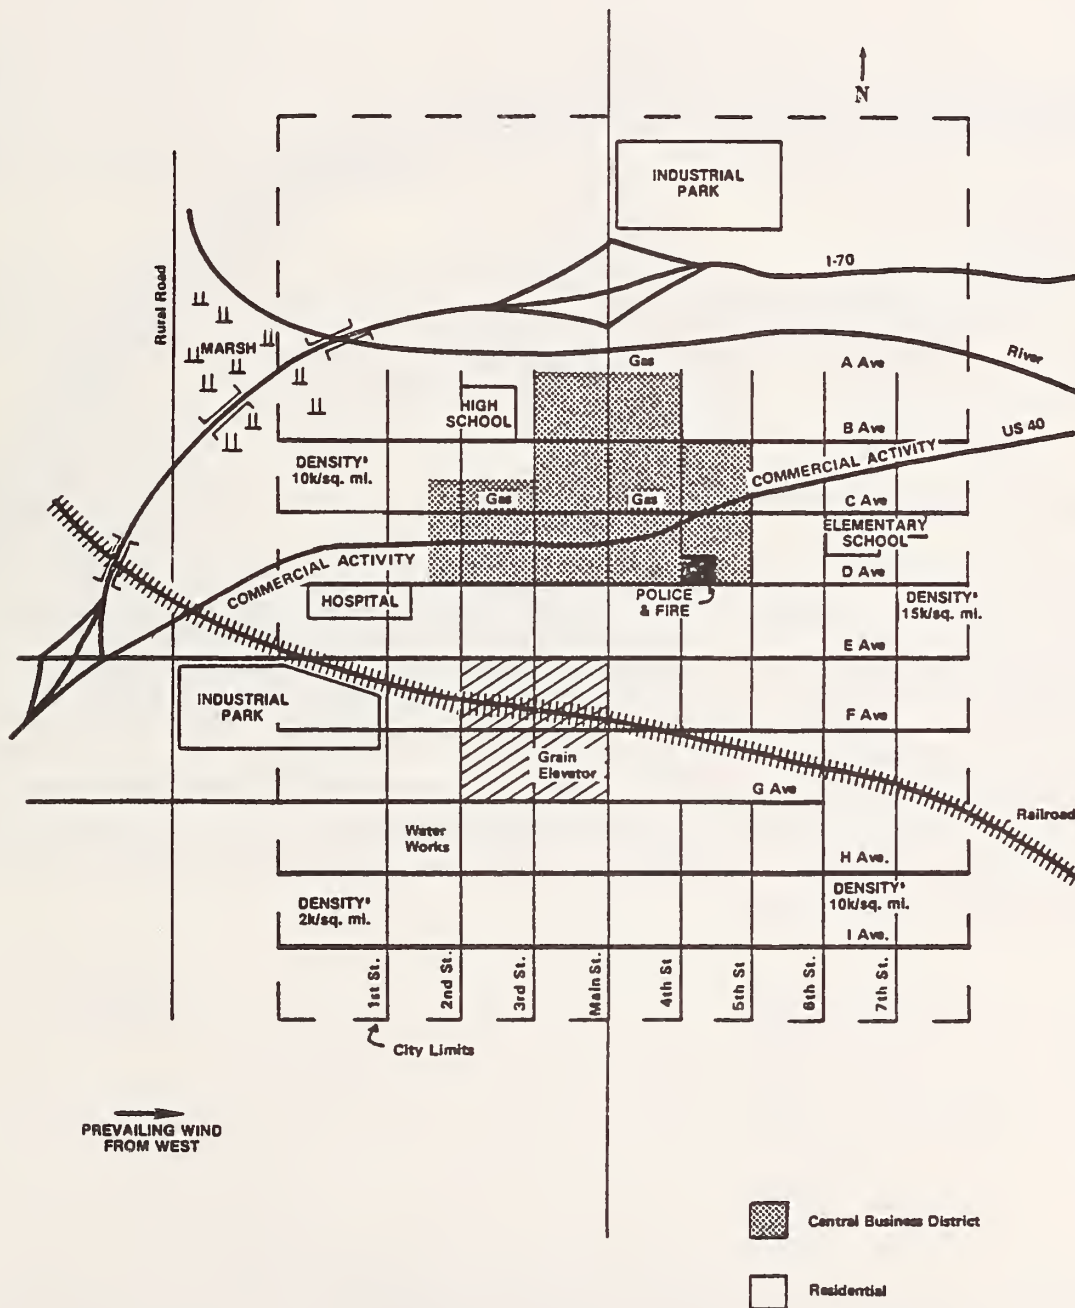 N
INDUSTRIAL
PARK
I-70
Rural Road
MARSH
River
Gas
A Ave
HIGH
SCHOOL
B Ave
US 40
COMMERCIAL ACTIVITY
DENSITY'
10k/sq. mi.
Gas
Gas
C Ave
ELEMENTARY
SCHOOL
COMMERCIAL ACTIVITY
D Ave
HOSPITAL
POLICE
& FIRE
DENSITY'
15k/sq. mi.
E Ave
INDUSTRIAL
PARK
F Ave
Grain
Elevator
G Ave
Railroad
Water
Works
H Ave.
DENSITY'
2k/sq. mi.
DENSITY'
10k/sq. mi.
I Ave.
1st St.
2nd St.
3rd St.
Main St.
4th St
5th St
6th St.
7th St.
City Limits
PREVAILING WIND
FROM WEST
Central Business District
Residential